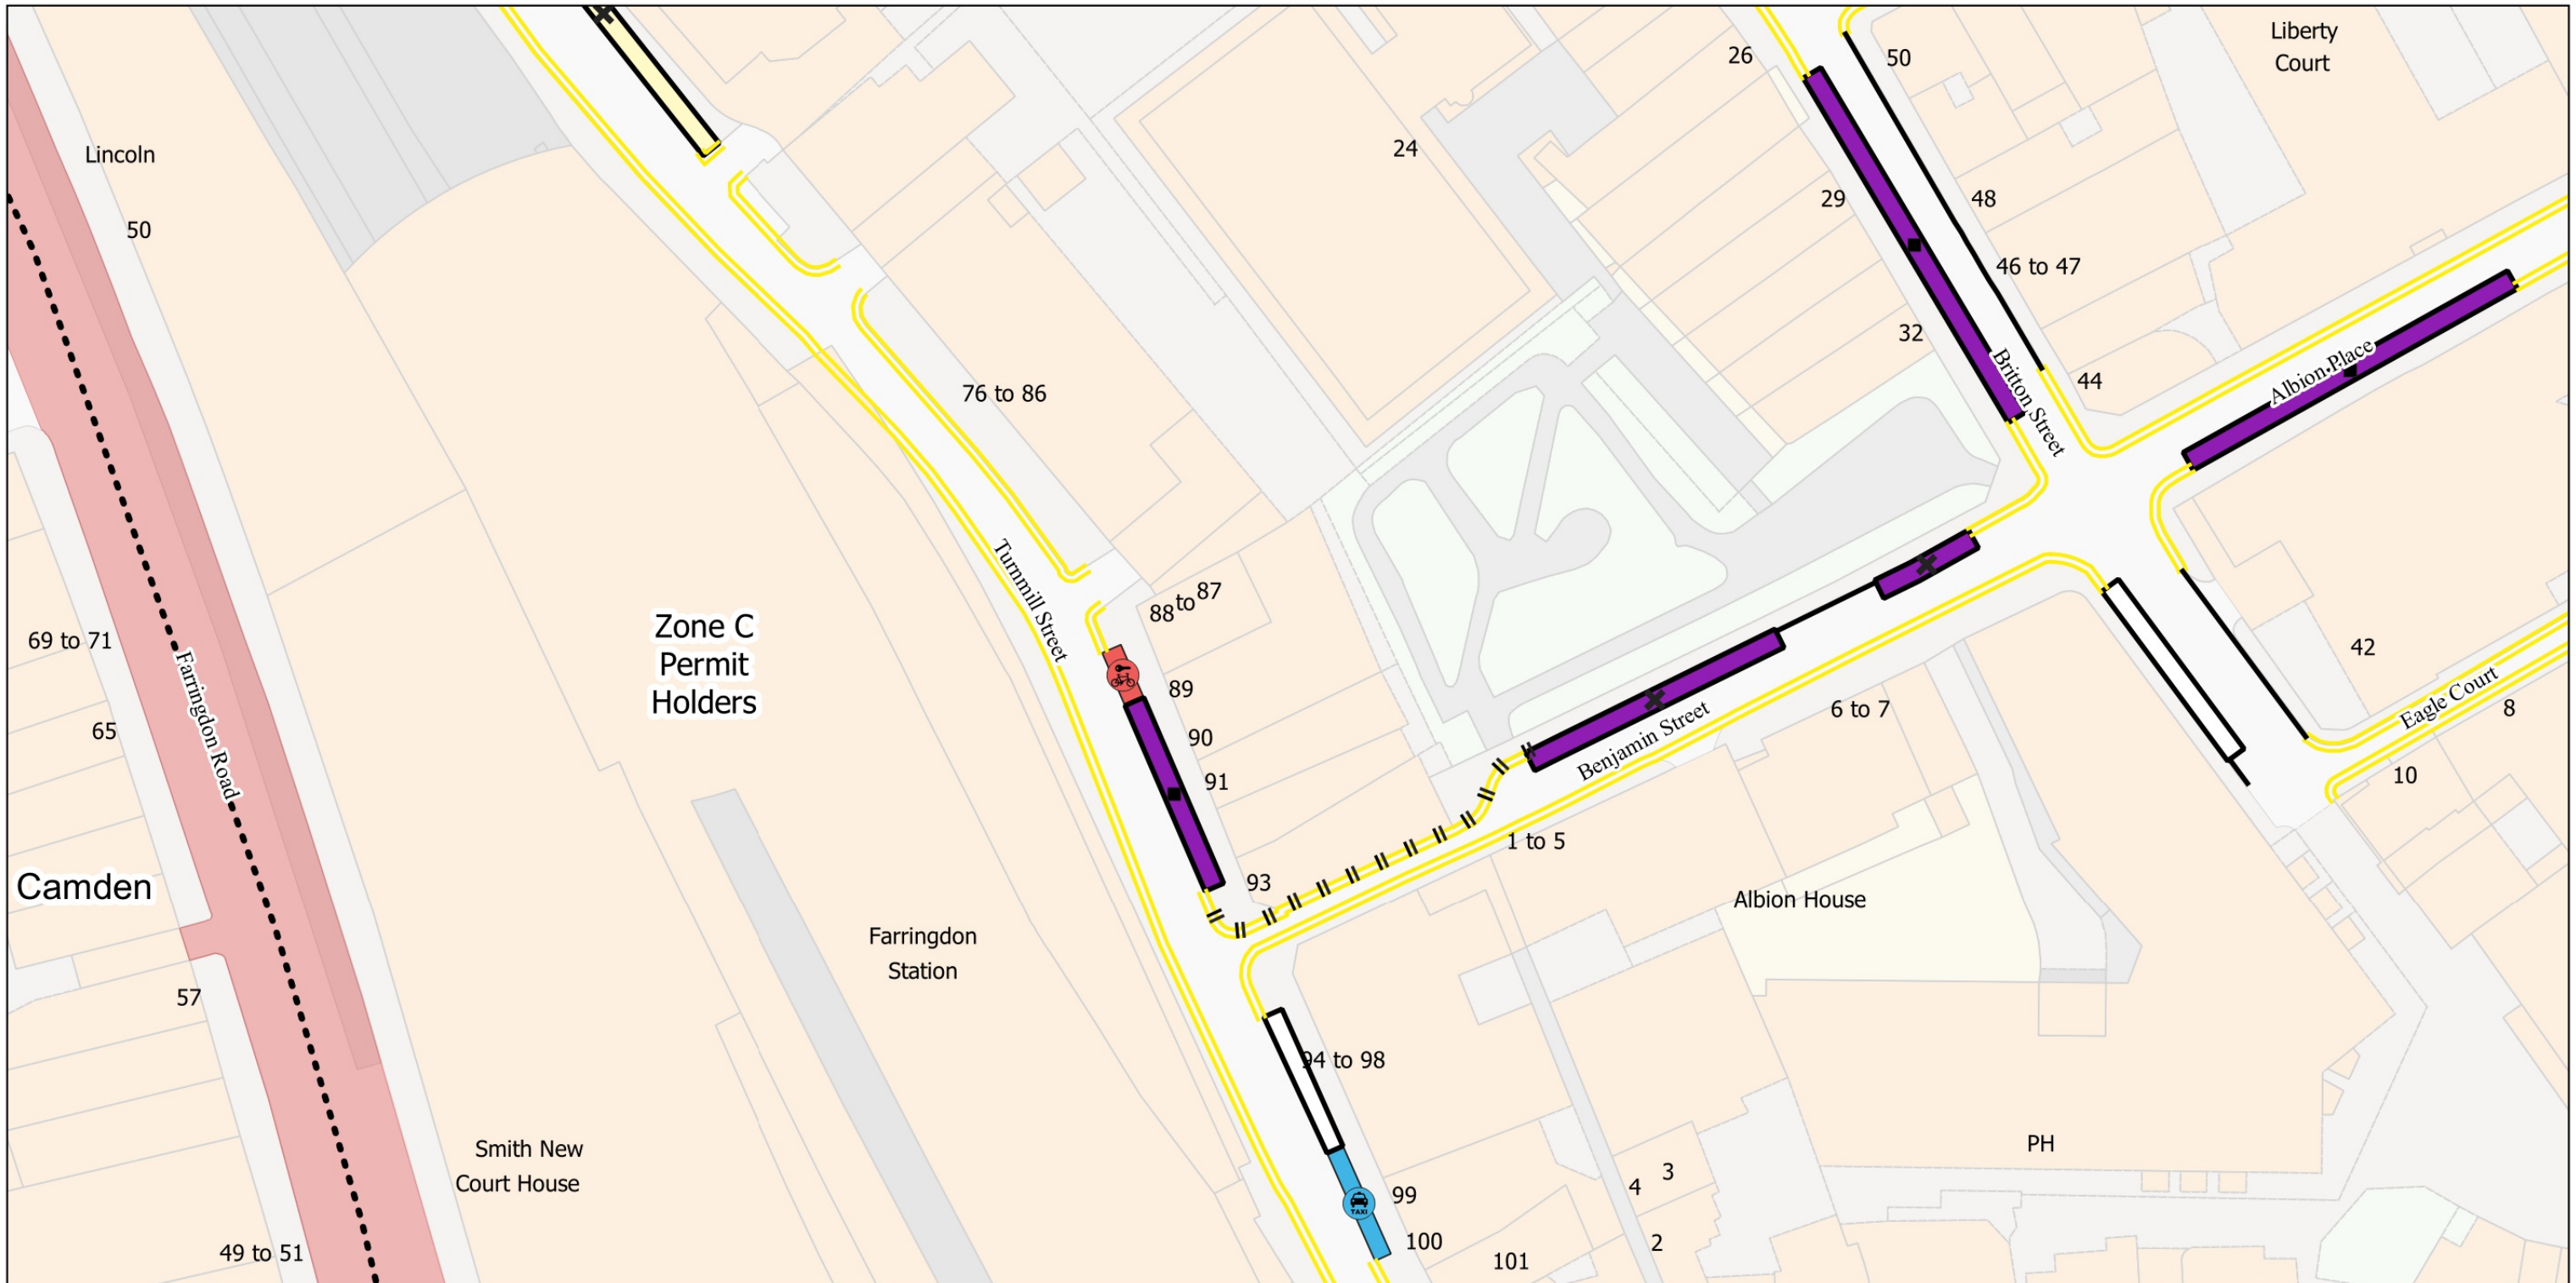 Liberty
Court
26
50
24
Lincoln
50
29
48
46 to 47
32
Britton Street
44
Albion Place
76 to 86
Turnmill Street
88 to 87
Zone C
Permit
Holders
69 to 71
Farringdon Road
65
89
90
91
93
Benjamin Street
6 to 7
42
Eagle Court
8
10
1 to 5
Camden
Albion House
Farringdon
Station
57
94 to 98
Smith New
Court House
PH
99
TAXI
100
101
4
3
2
49 to 51